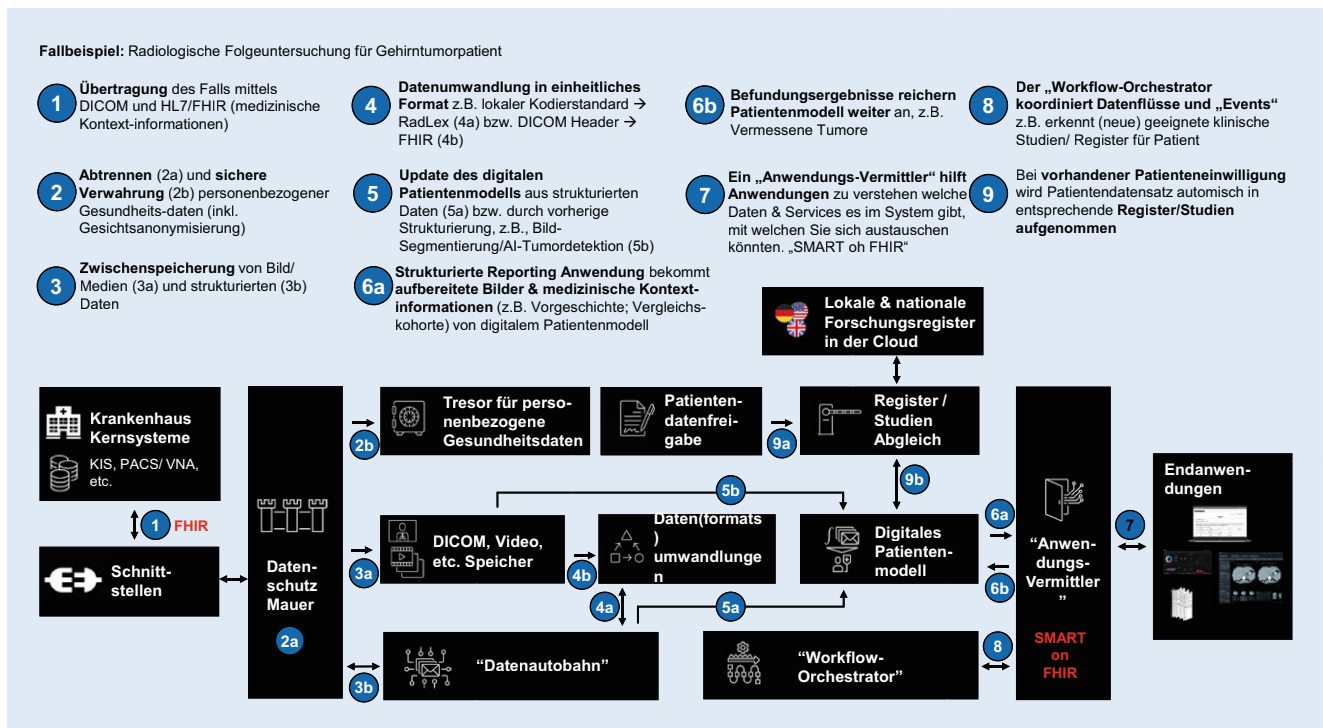 Fallbeispiel: Radiologische Folgeuntersuchung für Gehirntumorpatient
1
Übertragung des Falls mittels
DICOM und HL7/FHIR (medizinische
Kontext-informationen)
2
Abtrennen (2a) und sichere
Verwahrung (2b) personenbezogener
Gesundheits-daten (inkl.
Gesichtsanonymisierung)
3
Zwischenspeicherung von Bild/
Medien (3a) und strukturierten (3b)
Daten
4
Datenumwandlung in einheitliches
Format z.B. lokaler Kodierstandard →
RadLex (4a) bzw. DICOM Header →
FHIR (4b)
5
Update des digitalen
Patientenmodells aus strukturierten
Daten (5a) bzw. durch vorherige
Strukturierung, z.B., Bild-
Segmentierung/AI-Tumordetektion (5b)
6a
Strukturierte Reporting Anwendung bekommt
aufbereitete Bilder & medizinische Kontext-
informationen (z.B. Vorgeschichte; Vergleichs-
kohorte) von digitalem Patientenmodell
6b
Befundungsergebnisse reichern
Patientenmodell weiter an, z.B.
Vermessene Tumore
7
Ein „Anwendungs-Vermittler“ hilft
Anwendungen zu verstehen welche
Daten & Services es im System gibt,
mit welchen Sie sich austauschen
könnten. „SMART oh FHIR“
8
Der „Workflow-Orchestrator
koordiniert Datenflüsse und „Events“
z.B. erkennt (neue) geeignete klinische
Studien/ Register für Patient
9
Bei vorhandener Patienteneinwilligung
wird Patientendatensatz automisch in
entsprechende Register/Studien
aufgenommen
Lokale & nationale
Forschungsregister
in der Cloud
Krankenhaus
Kernsysteme
KIS, PACS/ VNA,
etc.
1
FHIR
Schnitt-
stellen
Daten-
schutz
Mauer
2a
2b
Tresor für perso-
nenbezogene
Gesundheitsdaten
Patienten-
datenfrei-
gabe
9a
Register /
Studien
Abgleich
9b
5b
3a
DICOM, Video,
etc. Speicher
4b
Daten(formats
)
umwandlunge
n
Digitales
Patienten-
modell
4a
5a
3b
“Datenautobahn”
“Workflow-
Orchestrator”
8
6a
6b
“Anwen-
dungs-
Vermittler
”
SMART
on
FHIR
7
Endanwen-
dungen